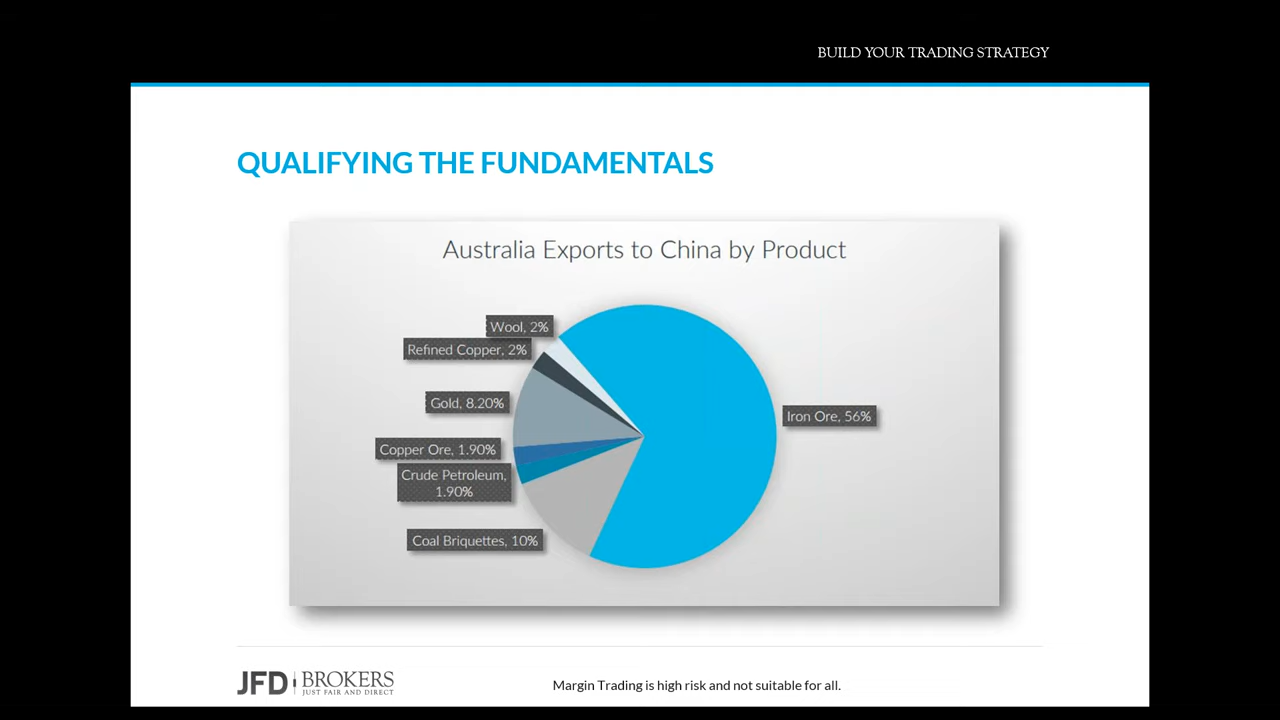 BUILD YOUR TRADING STRATEGY
QUALIFYING THE FUNDAMENTALS
Australia Exports to China by Product
Wool, 2%
Refined Copper, 2%
Gold, 8.20%
Iron Ore, 56%
Copper Ore, 1.90%
Crude Petroleum,
1.90%
Coal Briquettes, 10%
JFD BROKERS
JUST FAIR AND DIRECT
Margin Trading is high risk and not suitable for all.